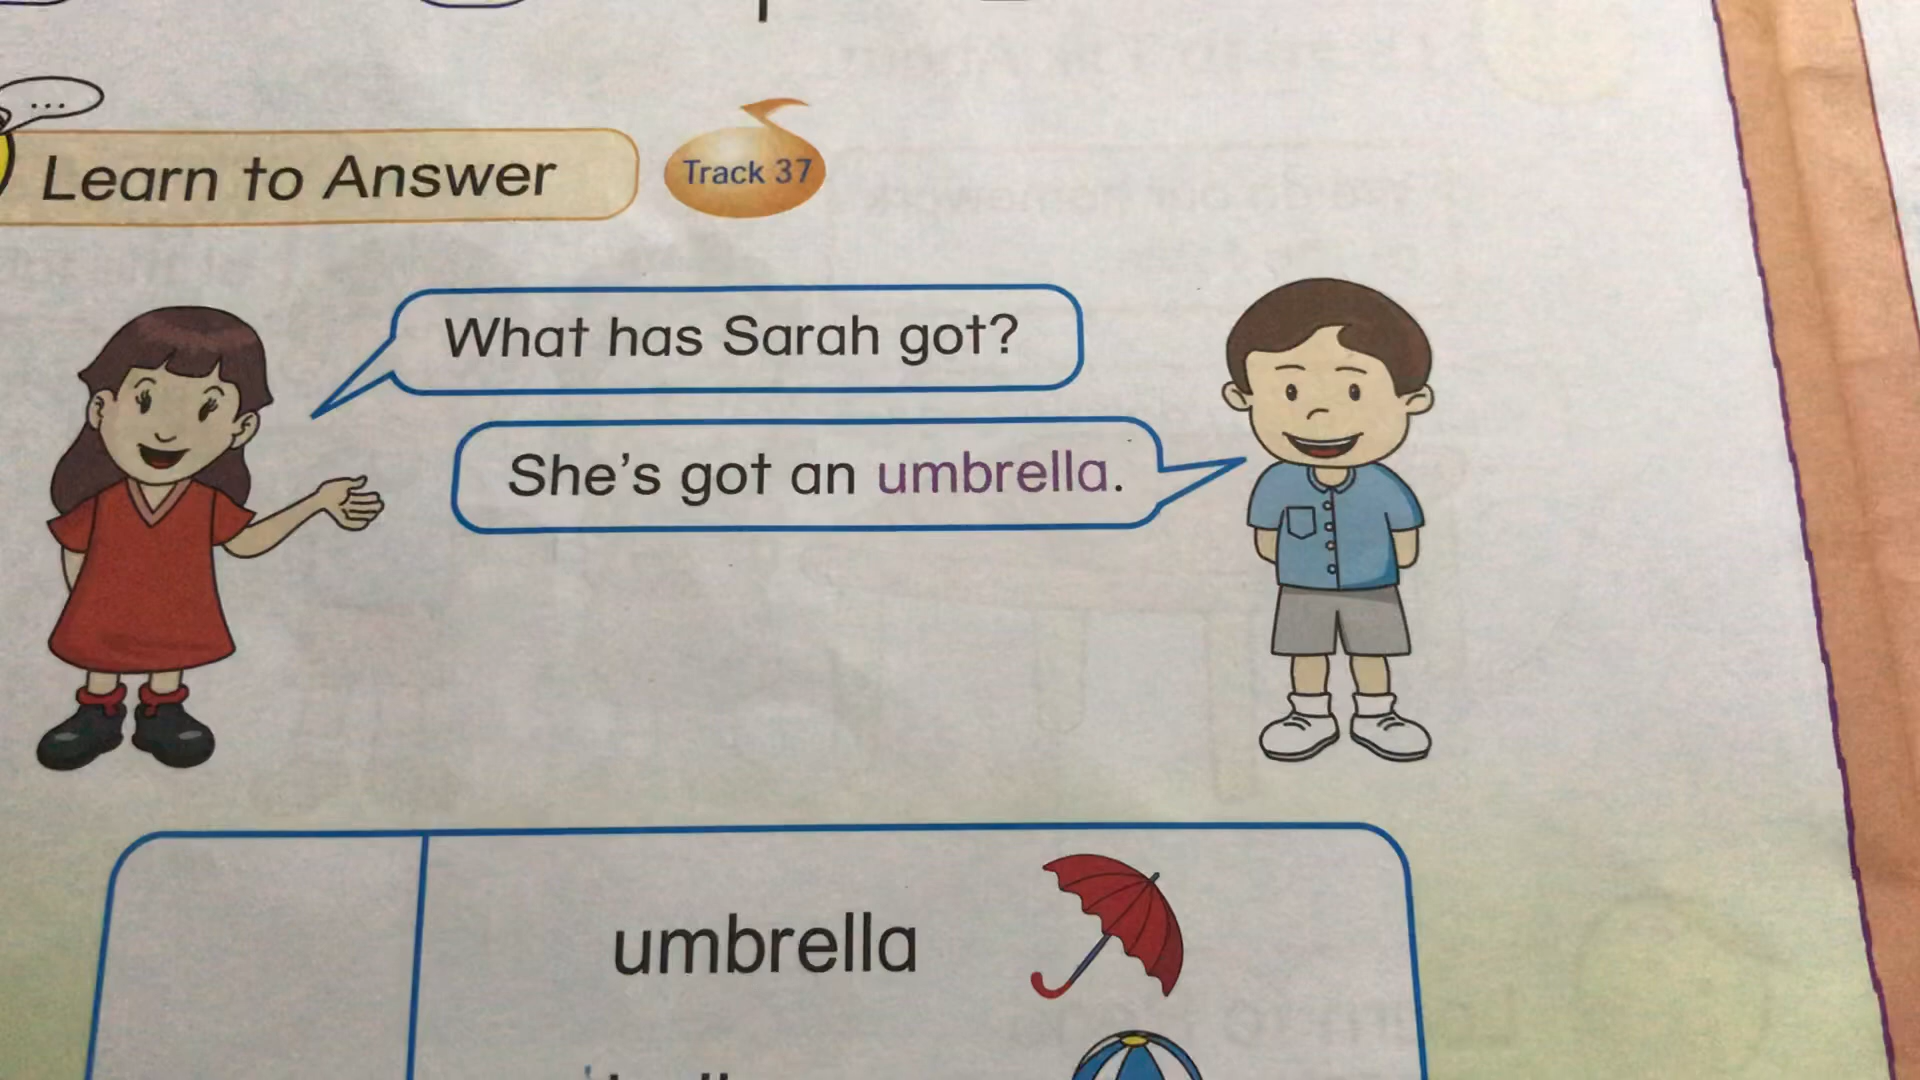 ...
Learn to Answer
Track 37
What has Sarah got?
She's got an umbrella.
umbrella